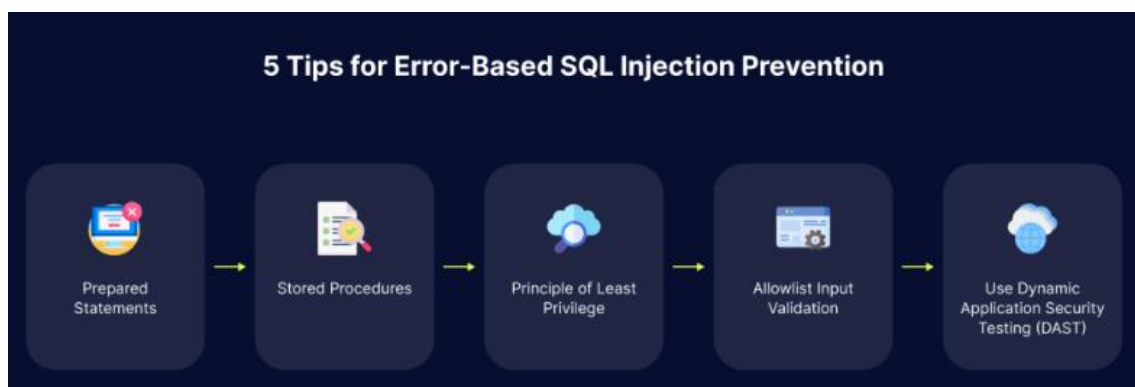 5 Tips for Error-Based SQL Injection Prevention
Prepared
Statements
Stored Procedures
Principle of Least
Privilege
Allowlist Input
Validation
Use Dynamic
Application Security
Testing (DAST)